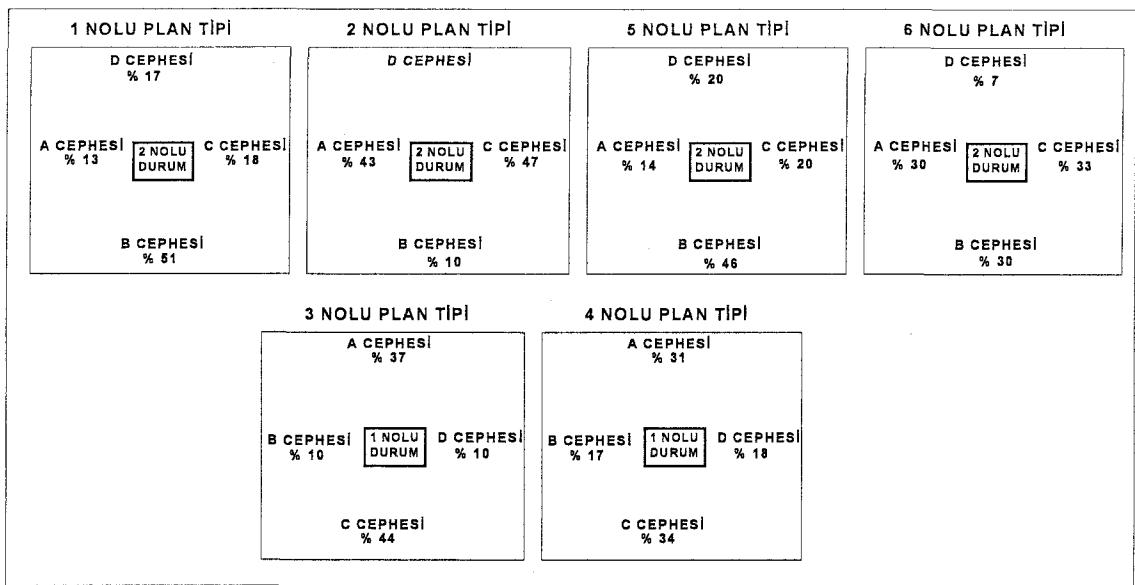 1 NOLU PLAN TİPİ
D CEPHESİ
% 17
A CEPHESİ
% 13
2 NOLU
DURUM
C CEPHESİ
% 18
B CEPHESİ
% 51
2 NOLU PLAN TİPİ
D CEPHESİ
A CEPHESİ
% 43
2 NOLU
DURUM
C CEPHESİ
% 47
B CEPHESİ
% 10
5 NOLU PLAN TİPİ
D CEPHESİ
% 20
A CEPHESİ
% 14
2 NOLU
DURUM
C CEPHESİ
% 20
B CEPHESİ
% 46
6 NOLU PLAN TİPİ
D CEPHESİ
% 7
A CEPHESİ
% 30
2 NOLU
DURUM
C CEPHESİ
% 33
B CEPHESİ
% 30
3 NOLU PLAN TİPİ
A CEPHESİ
% 37
B CEPHESİ
% 10
1 NOLU
DURUM
D CEPHESİ
% 10
C CEPHESİ
% 44
4 NOLU PLAN TİPİ
A CEPHESİ
% 31
B CEPHESİ
% 17
1 NOLU
DURUM
D CEPHESİ
% 18
C CEPHESİ
% 34